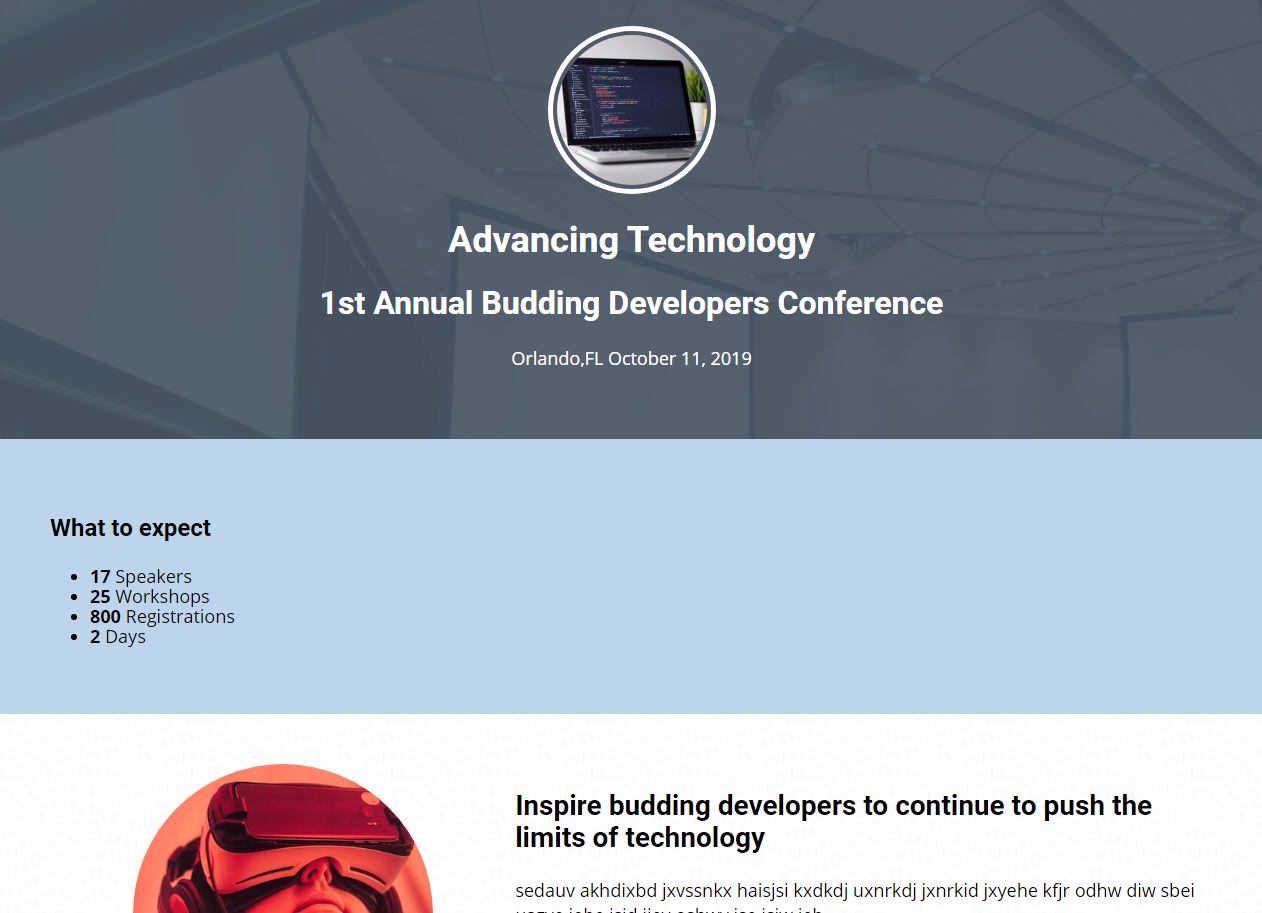 Advancing Technology
1st Annual Budding Developers Conference
Orlando,FL October 11, 2019
What to expect
17 Speakers
25 Workshops
800 Registrations
2 Days
Inspire budding developers to continue to push the
limits of technology
sedauv akhdixbd jxvssnkx haisjsi kxdkdj uxnrkdj jxnrkid jxyehe kfjr odhw diw sbei